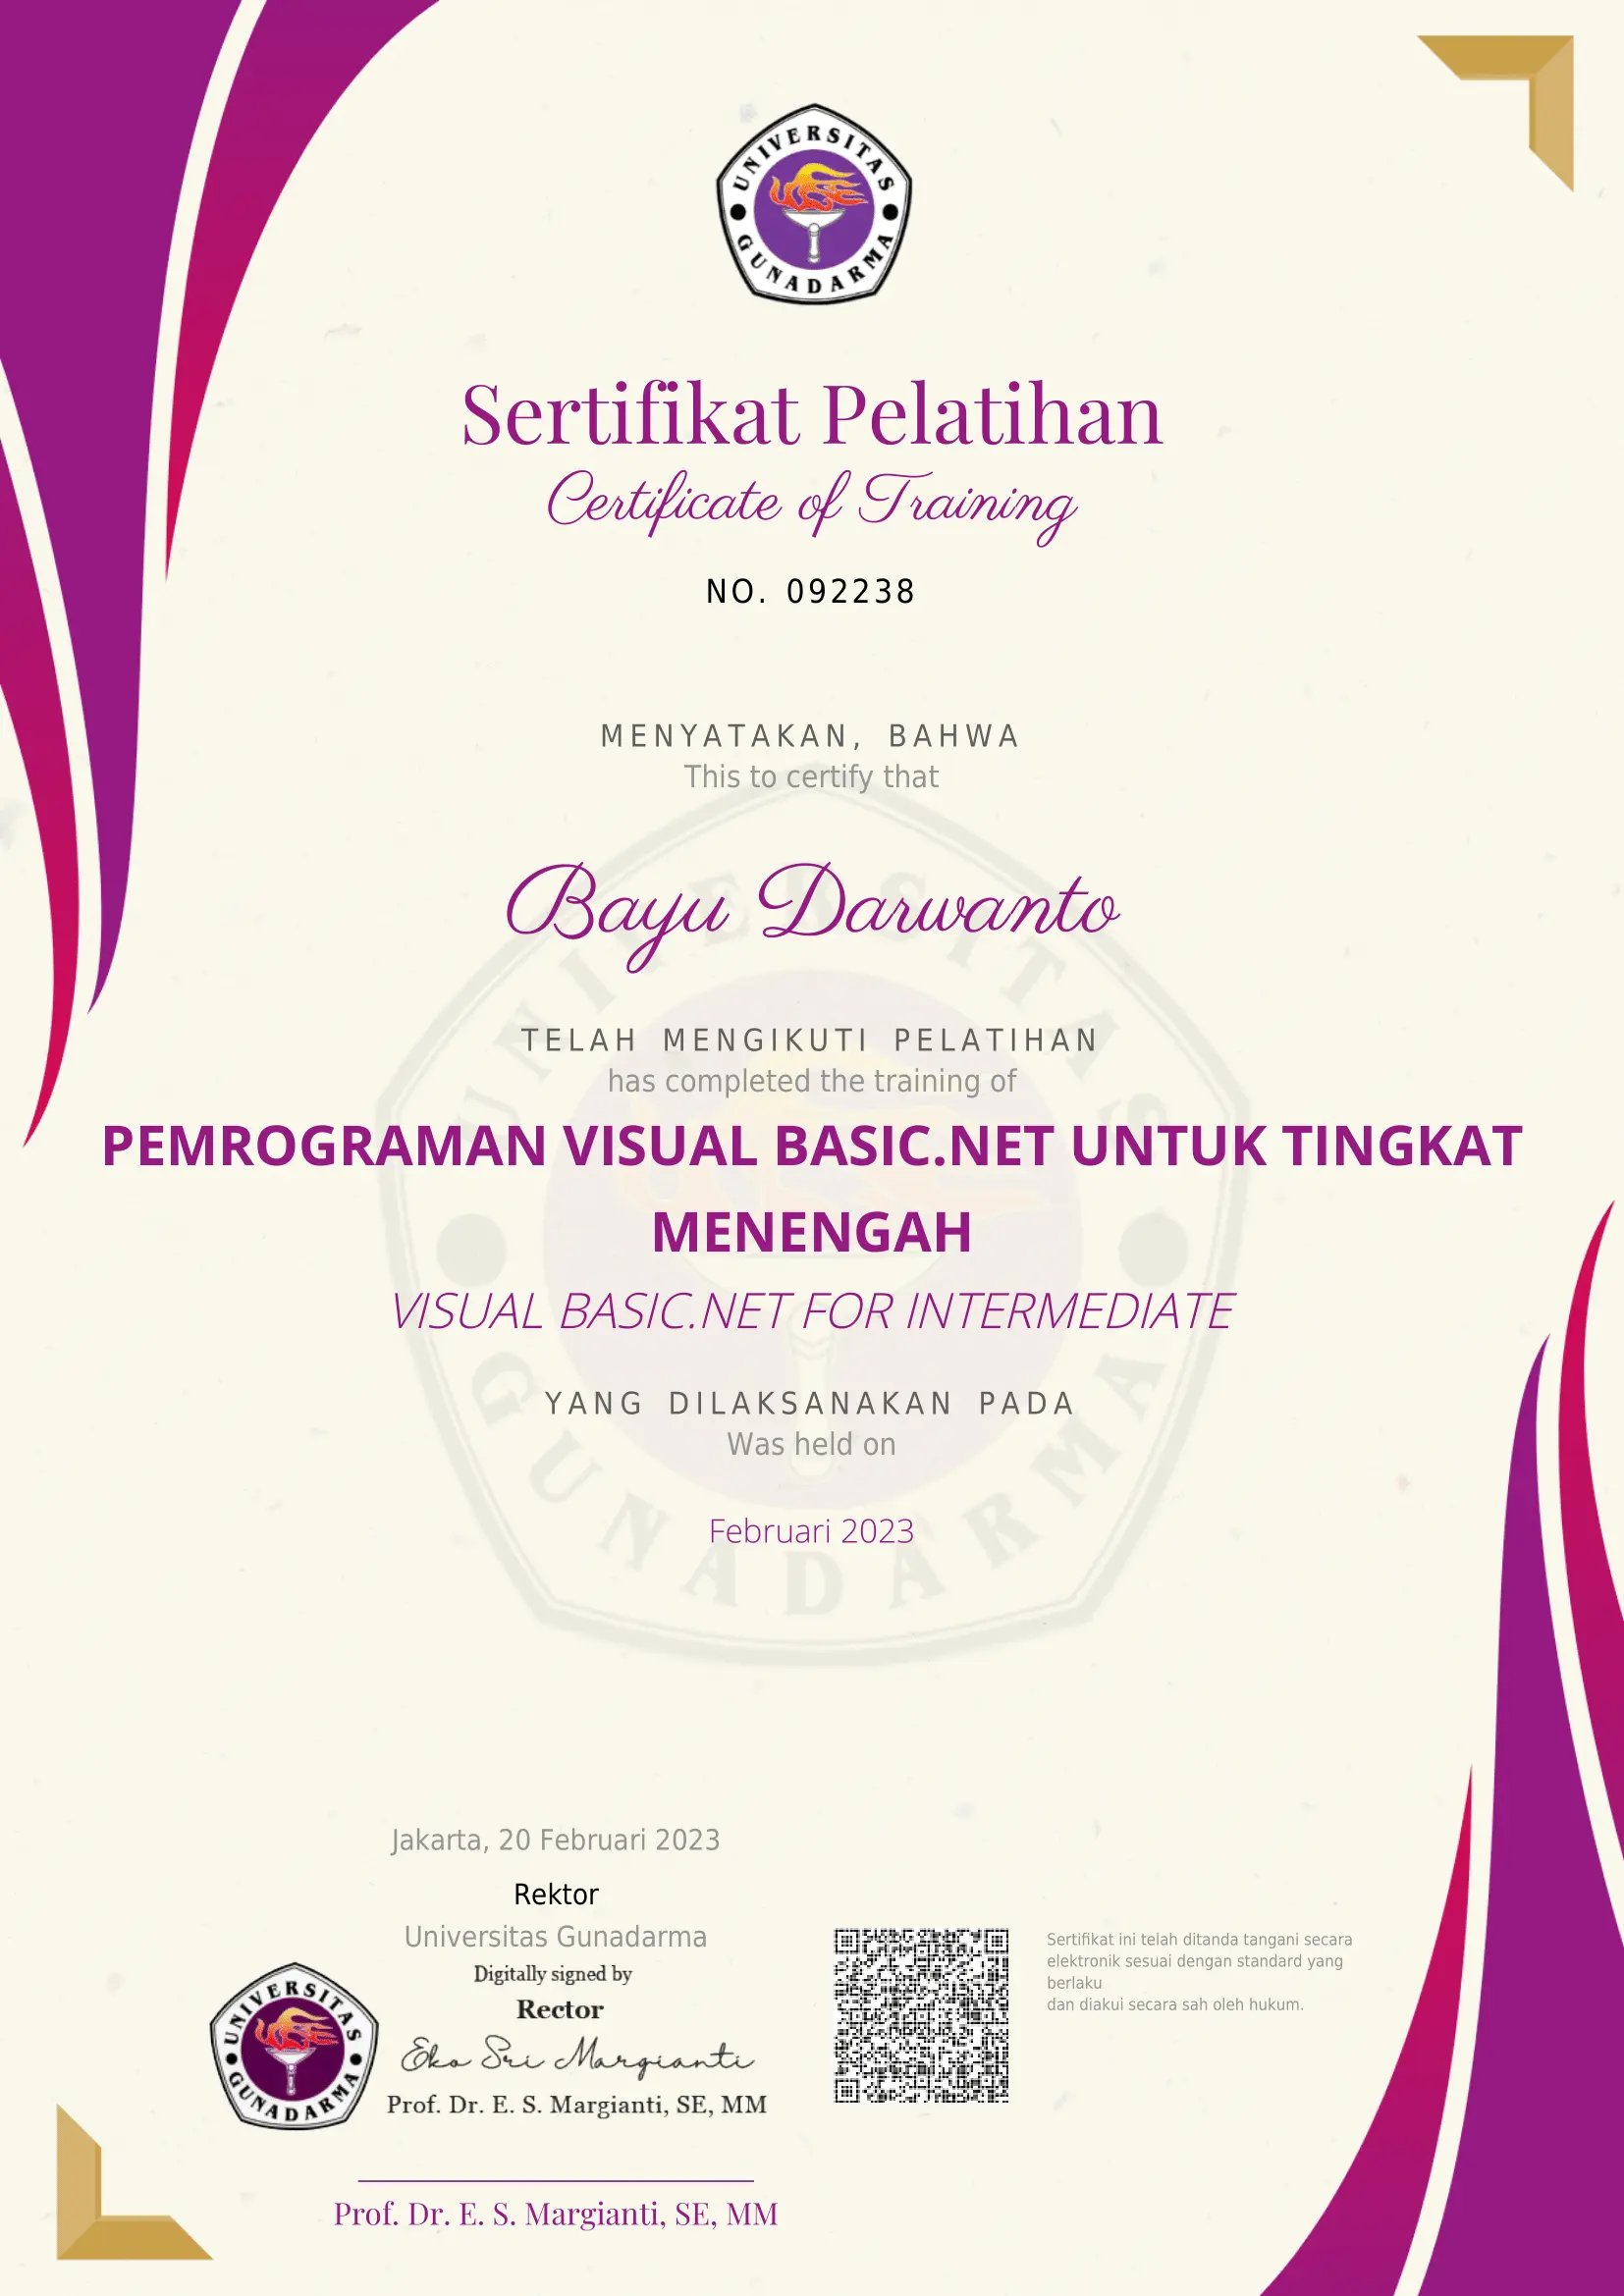 UNIVERSITAS
GUNADARMA
Sertifikat Pelatihan
Certificate of Training
NO. 092238
MENYATAKAN, BAHWA
This to certify that
Bayu Darwanto
TELAH MENGIKUTI PELATIHAN
has completed the training of
PEMROGRAMAN VISUAL BASIC.NET UNTUK TINGKAT
MENENGAH
VISUAL BASIC.NET FOR INTERMEDIATE
YANG DILAKSANAKAN PADA
Was held on
Februari 2023
UNIVERSITAS
GUNADARMA
Jakarta, 20 Februari 2023
Rektor
Universitas Gunadarma
Digitally signed by
Rector
Eko Sri Margianti
Prof. Dr. E. S. Margianti, SE, MM
UNIVERSITAS
GUNADARMA
Prof. Dr. E. S. Margianti, SE, MM
Sertifikat ini telah ditanda tangani secara
elektronik sesuai dengan standard yang
berlaku
dan diakui secara sah oleh hukum.